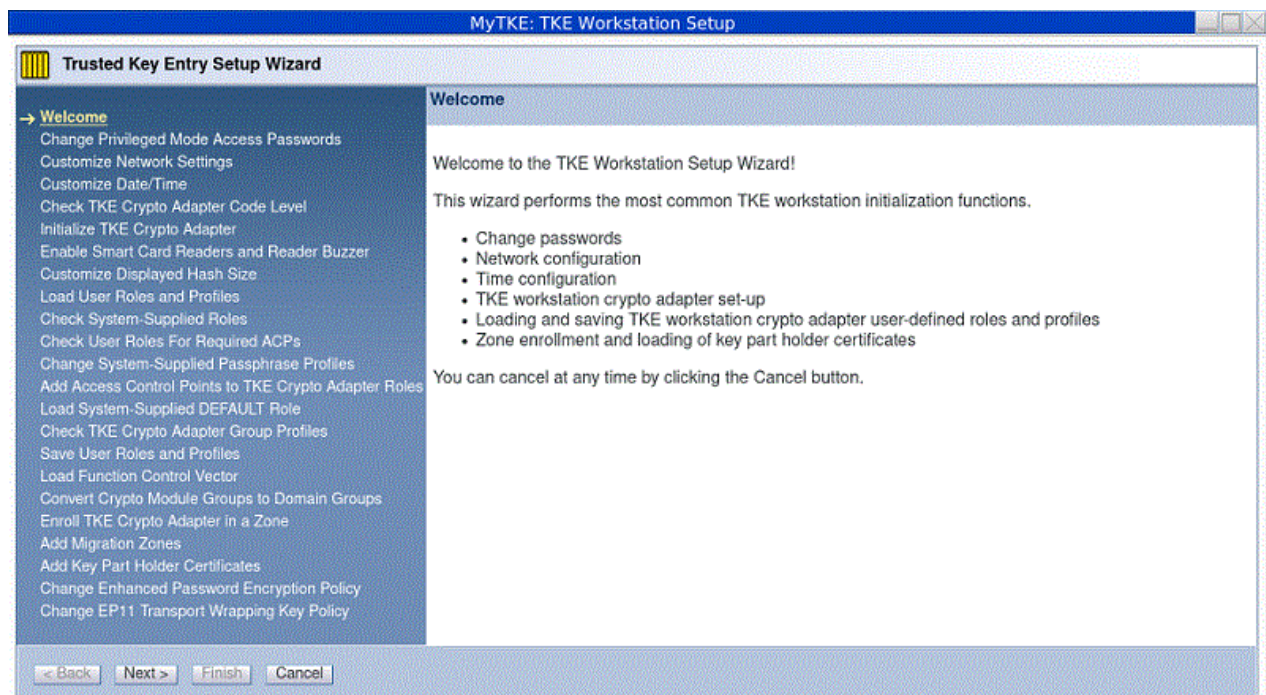 MyTKE: TKE Workstation Setup
Trusted Key Entry Setup Wizard
Welcome
Change Privileged Mode Access Passwords
Customize Network Settings
Customize Date/Time
Check TKE Crypto Adapter Code Level
Initialize TKE Crypto Adapter
Enable Smart Card Readers and Reader Buzzer
Customize Displayed Hash Size
Load User Roles and Profiles
Check System-Supplied Roles
Check User Roles For Required ACPs
Change System-Supplied Passphrase Profiles
Add Access Control Points to TKE Crypto Adapter Roles
Load System-Supplied DEFAULT Role
Check TKE Crypto Adapter Group Profiles
Save User Roles and Profiles
Load Function Control Vector
Convert Crypto Module Groups to Domain Groups
Enroll TKE Crypto Adapter in a Zone
Add Migration Zones
Add Key Part Holder Certificates
Change Enhanced Password Encryption Policy
Change EP11 Transport Wrapping Key Policy
Welcome
Welcome to the TKE Workstation Setup Wizard!
This wizard performs the most common TKE workstation initialization functions.
• Change passwords
• Network configuration
• Time configuration
• TKE workstation crypto adapter set-up
• Loading and saving TKE workstation crypto adapter user-defined roles and profiles
• Zone enrollment and loading of key part holder certificates
You can cancel at any time by clicking the Cancel button.
< Back Next > Finish Cancel